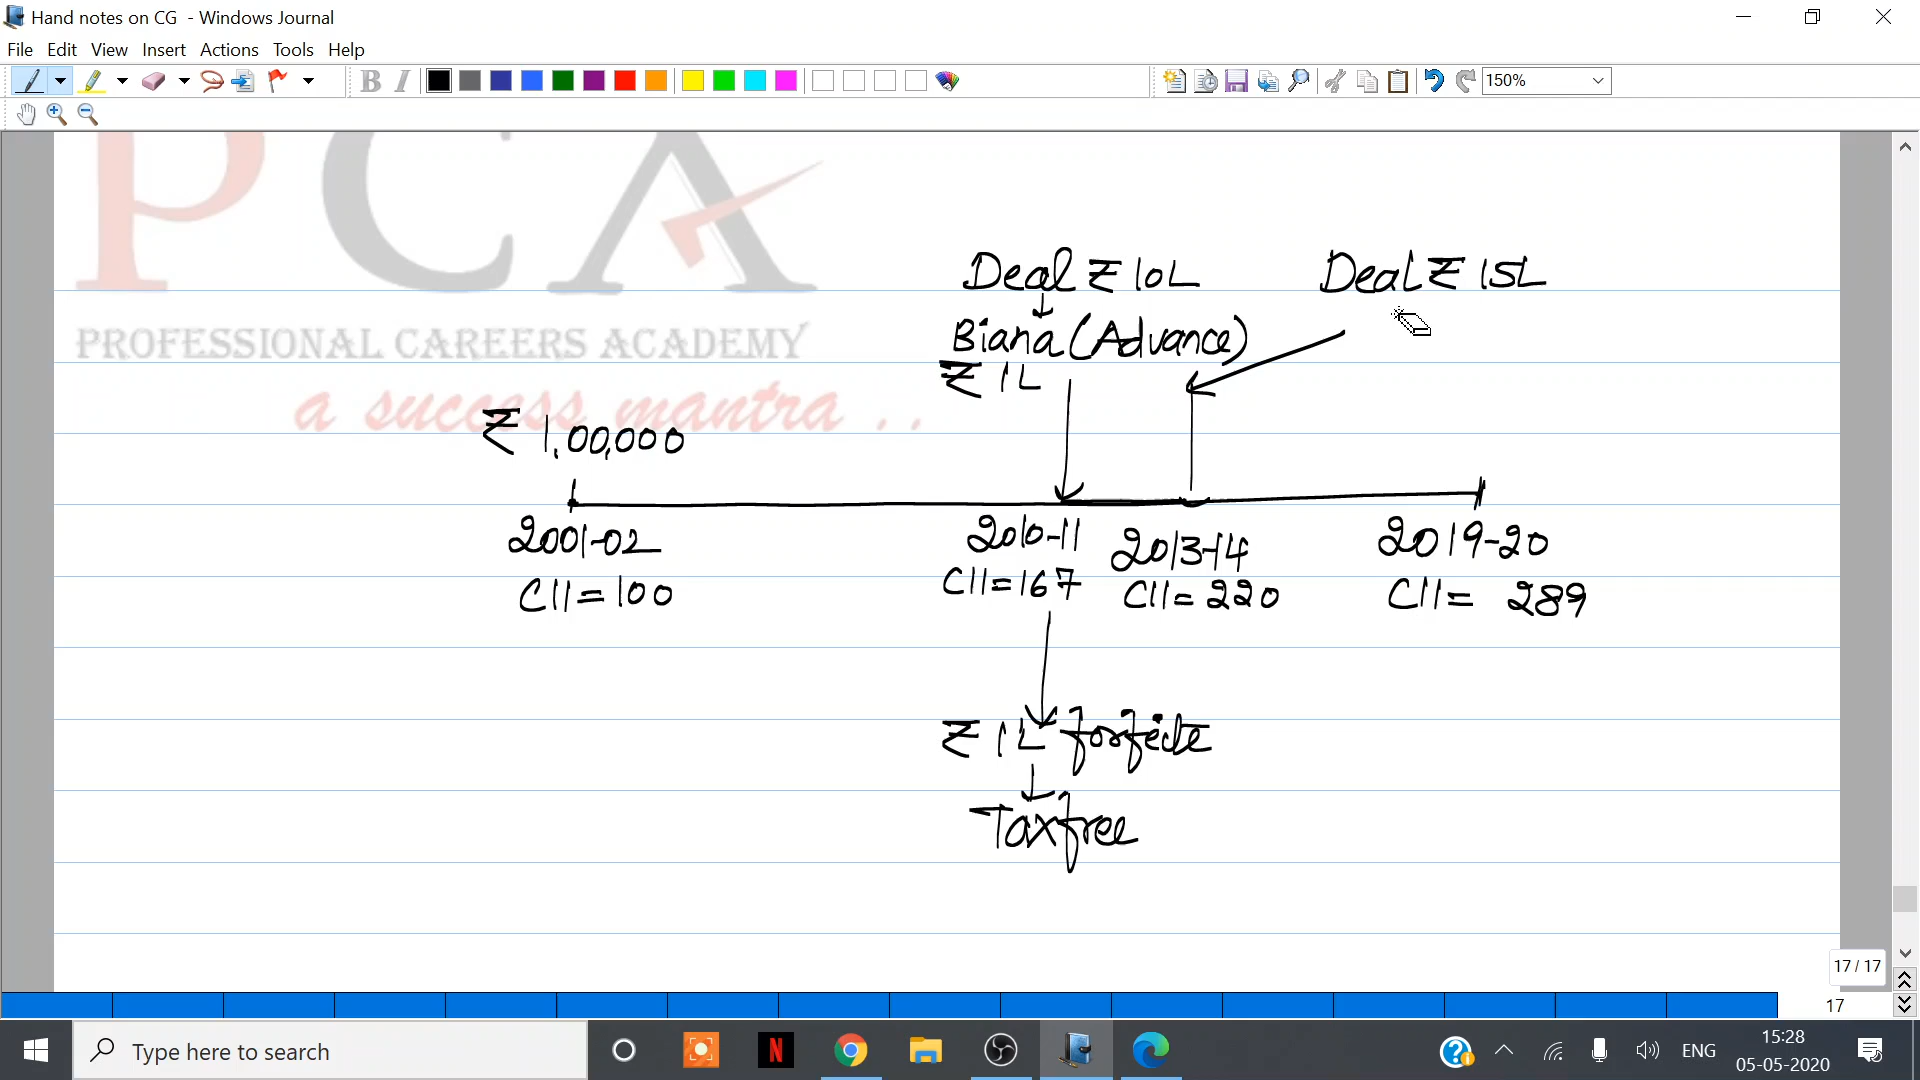 Hand notes on CG - Windows Journal
File Edit View Insert Actions Tools Help
B I
150%
PCA
PROFESSIONAL CAREERS ACADEMY
a success mantra . .
Deal ₹ 10L
Deal ₹ 15L
Biana (Advance)
₹ 1L
₹ 1,00,000
2001-02
2010-11
2013-14
2019-20
CII = 100
CII = 167
CII = 220
CII = 289
₹ 1L forfeite
Taxfree
17 / 17
17
Type here to search
N
ENG
15:28
05-05-2020